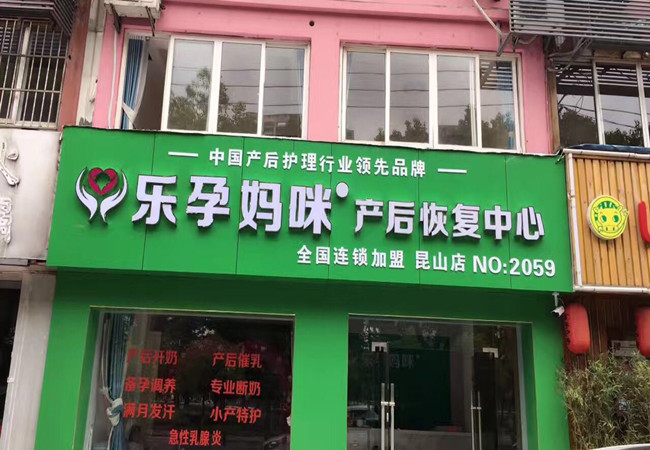 中国产后护理行业领先品牌
乐孕妈咪 产后恢复中心
全国连锁加盟 昆山店 NO:2059
产后开奶 产后催乳
备孕调养 专业断奶
满月发汗 小产特护
急性乳腺炎